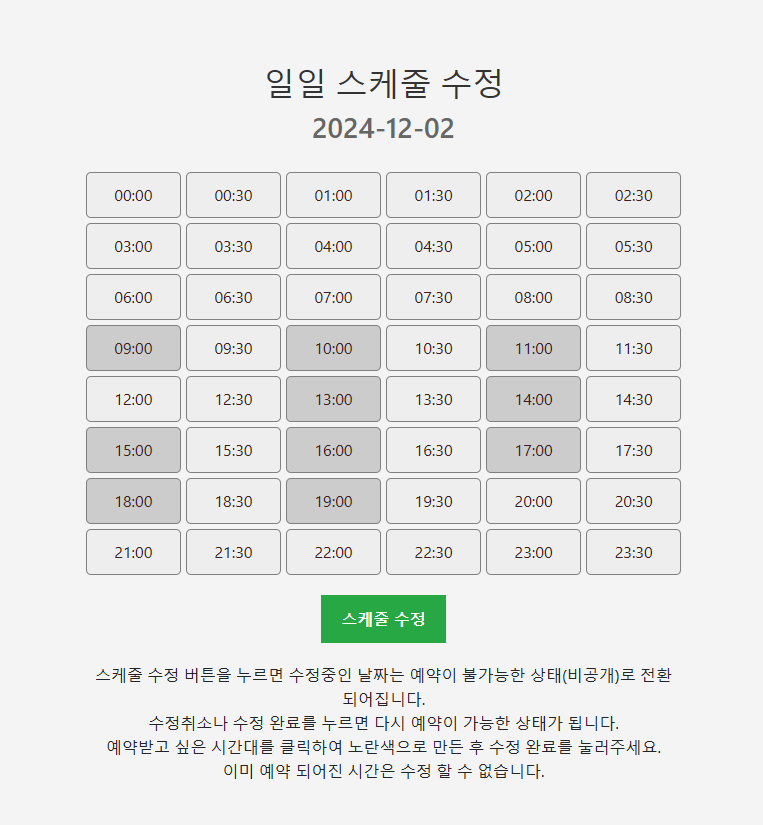 일일 스케줄 수정
2024-12-02
00:00 00:30 01:00 01:30 02:00 02:30
03:00 03:30 04:00 04:30 05:00 05:30
06:00 06:30 07:00 07:30 08:00 08:30
09:00 09:30 10:00 10:30 11:00 11:30
12:00 12:30 13:00 13:30 14:00 14:30
15:00 15:30 16:00 16:30 17:00 17:30
18:00 18:30 19:00 19:30 20:00 20:30
21:00 21:30 22:00 22:30 23:00 23:30
스케줄 수정
스케줄 수정 버튼을 누르면 수정중인 날짜는 예약이 불가능한 상태(비공개)로 전환
되어집니다.
수정취소나 수정 완료를 누르면 다시 예약이 가능한 상태가 됩니다.
예약받고 싶은 시간대를 클릭하여 노란색으로 만든 후 수정 완료를 눌러주세요.
이미 예약 되어진 시간은 수정 할 수 없습니다.